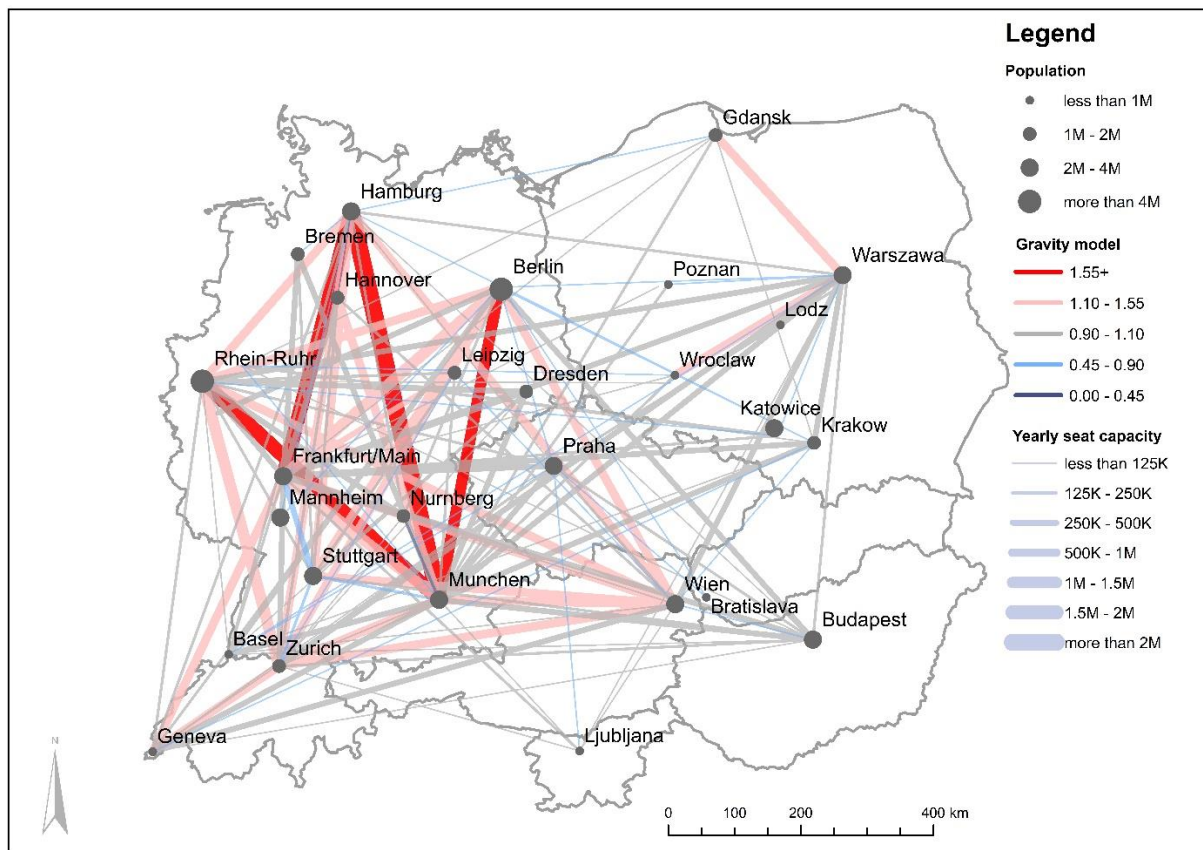 Legend
Population
less than 1M
1M - 2M
2M - 4M
more than 4M
Gravity model
1.55+
1.10 - 1.55
0.90 - 1.10
0.45 - 0.90
0.00 - 0.45
Yearly seat capacity
less than 125K
125K - 250K
250K - 500K
500K - 1M
1M - 1.5M
1.5M - 2M
more than 2M
Gdansk
Hamburg
Bremen
Hannover
Berlin
Poznan
Warszawa
Lodz
Rhein-Ruhr
Leipzig
Dresden
Wroclaw
Katowice
Krakow
Praha
Frankfurt/Main
Mannheim
Nurnberg
Stuttgart
Munchen
Wien
Bratislava
Budapest
Basel
Zurich
Geneva
Ljubljana
N
0 100 200 400 km